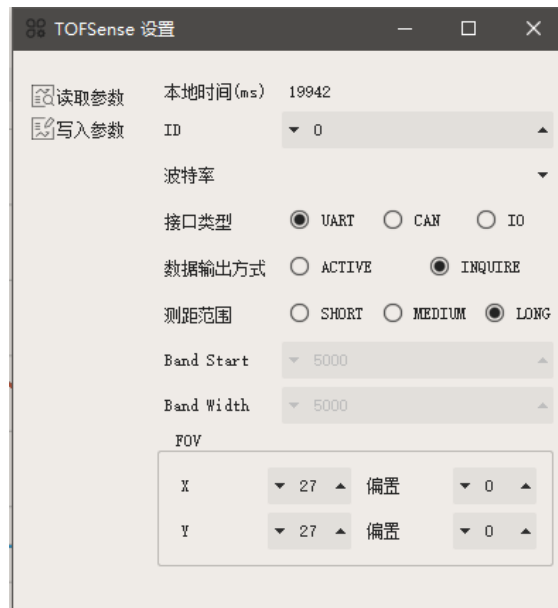 TOFSense 设置
读取参数
写入参数
本地时间(ms) 19942
ID 0
波特率
接口类型 UART CAN IO
数据输出方式 ACTIVE INQUIRE
测距范围 SHORT MEDIUM LONG
Band Start 5000
Band Width 5000
FOV
X 27 偏置 0
Y 27 偏置 0